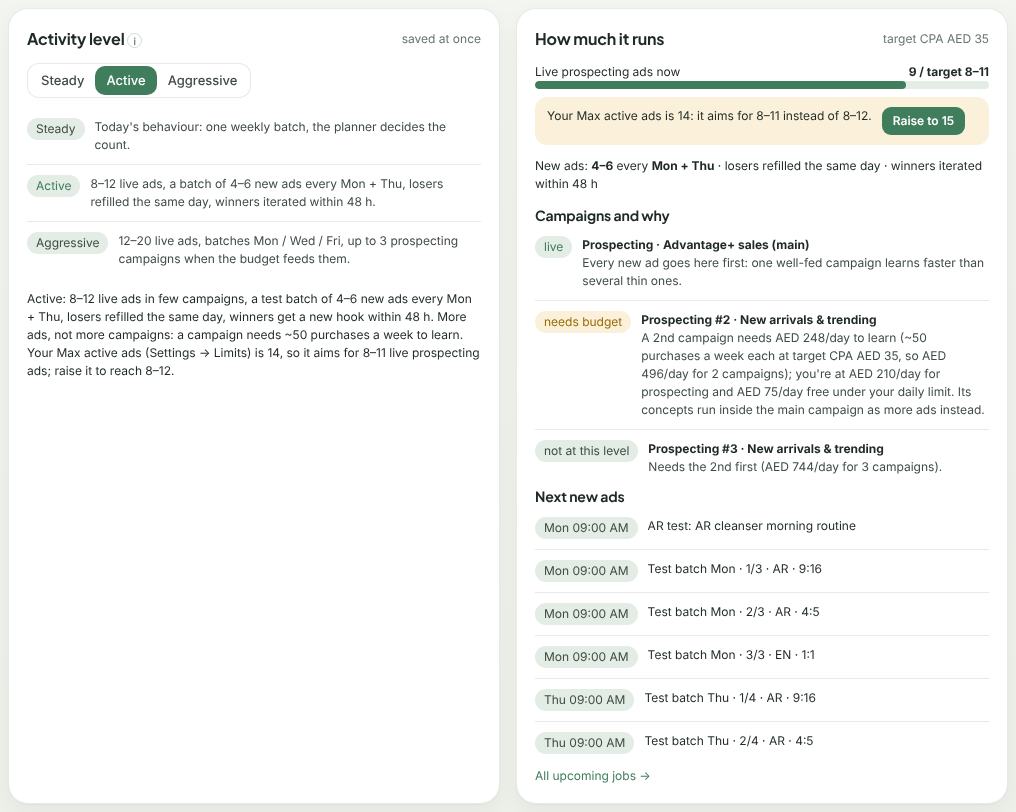 Activity level i
saved at once
Steady Active Aggressive
Steady
Today's behaviour: one weekly batch, the planner decides the
count.
Active
8–12 live ads, a batch of 4–6 new ads every Mon + Thu, losers
refilled the same day, winners iterated within 48 h.
Aggressive
12–20 live ads, batches Mon / Wed / Fri, up to 3 prospecting
campaigns when the budget feeds them.
Active: 8–12 live ads in few campaigns, a test batch of 4–6 new ads every Mon
+ Thu, losers refilled the same day, winners get a new hook within 48 h. More
ads, not more campaigns: a campaign needs ~50 purchases a week to learn.
Your Max active ads (Settings → Limits) is 14, so it aims for 8–11 live prospecting
ads; raise it to reach 8–12.
How much it runs
target CPA AED 35
Live prospecting ads now
9 / target 8–11
Your Max active ads is 14: it aims for 8–11 instead of 8–12.
Raise to 15
New ads: 4–6 every Mon + Thu · losers refilled the same day · winners iterated
within 48 h
Campaigns and why
live
Prospecting · Advantage+ sales (main)
Every new ad goes here first: one well-fed campaign learns faster than
several thin ones.
needs budget
Prospecting #2 · New arrivals & trending
A 2nd campaign needs AED 248/day to learn (~50
purchases a week each at target CPA AED 35, so AED
496/day for 2 campaigns); you're at AED 210/day for
prospecting and AED 75/day free under your daily limit. Its
concepts run inside the main campaign as more ads instead.
not at this level
Prospecting #3 · New arrivals & trending
Needs the 2nd first (AED 744/day for 3 campaigns).
Next new ads
Mon 09:00 AM
AR test: AR cleanser morning routine
Mon 09:00 AM
Test batch Mon · 1/3 · AR · 9:16
Mon 09:00 AM
Test batch Mon · 2/3 · AR · 4:5
Mon 09:00 AM
Test batch Mon · 3/3 · EN · 1:1
Thu 09:00 AM
Test batch Thu · 1/4 · AR · 9:16
Thu 09:00 AM
Test batch Thu · 2/4 · AR · 4:5
All upcoming jobs →